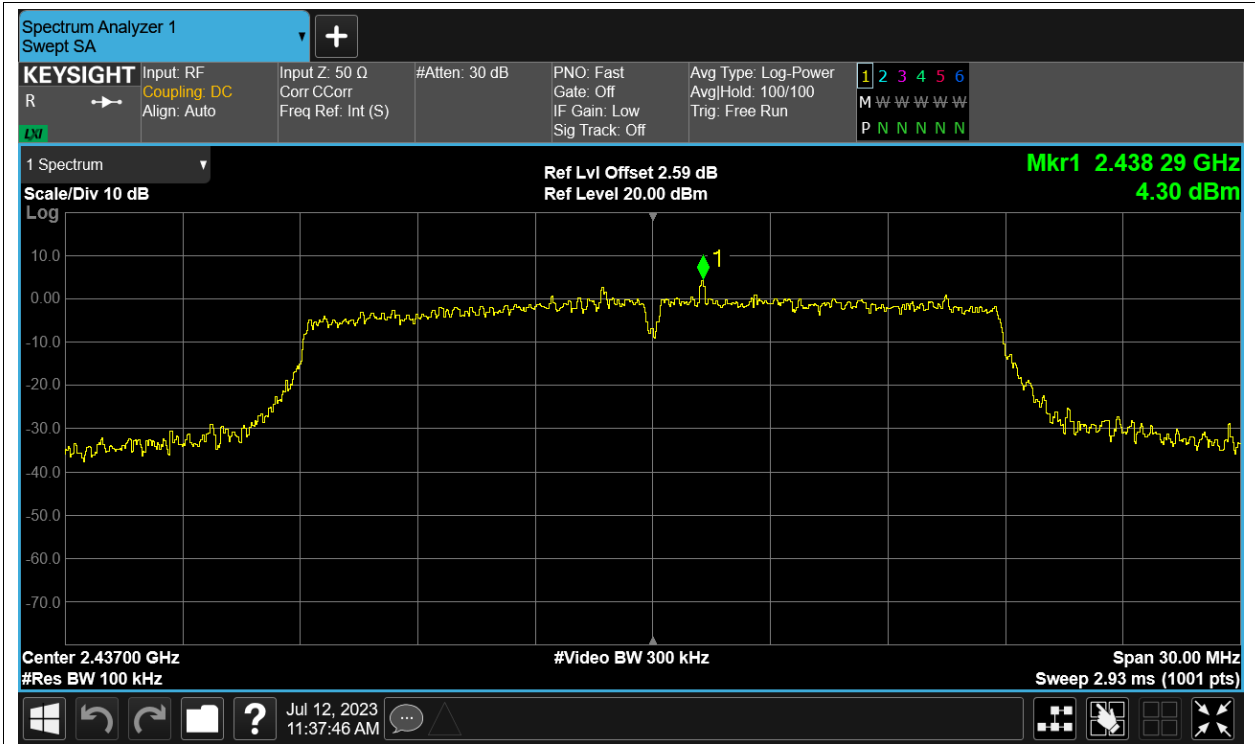 Spectrum Analyzer 1
Swept SA
KEYSIGHT
R
LXI
Input: RF
Coupling: DC
Align: Auto
Input Z: 50 Ω
Corr CCorr
Freq Ref: Int (S)
#Atten: 30 dB
PNO: Fast
Gate: Off
IF Gain: Low
Sig Track: Off
Avg Type: Log-Power
Avg|Hold: 100/100
Trig: Free Run
1 2 3 4 5 6
M W W W W W
P N N N N N
1 Spectrum
Scale/Div 10 dB
Log
Ref Lvl Offset 2.59 dB
Ref Level 20.00 dBm
Mkr1 2.438 29 GHz
4.30 dBm
1
10.0
0.00
-10.0
-20.0
-30.0
-40.0
-50.0
-60.0
-70.0
Center 2.43700 GHz
#Res BW 100 kHz
#Video BW 300 kHz
Span 30.00 MHz
Sweep 2.93 ms (1001 pts)
?
Jul 12, 2023
11:37:46 AM